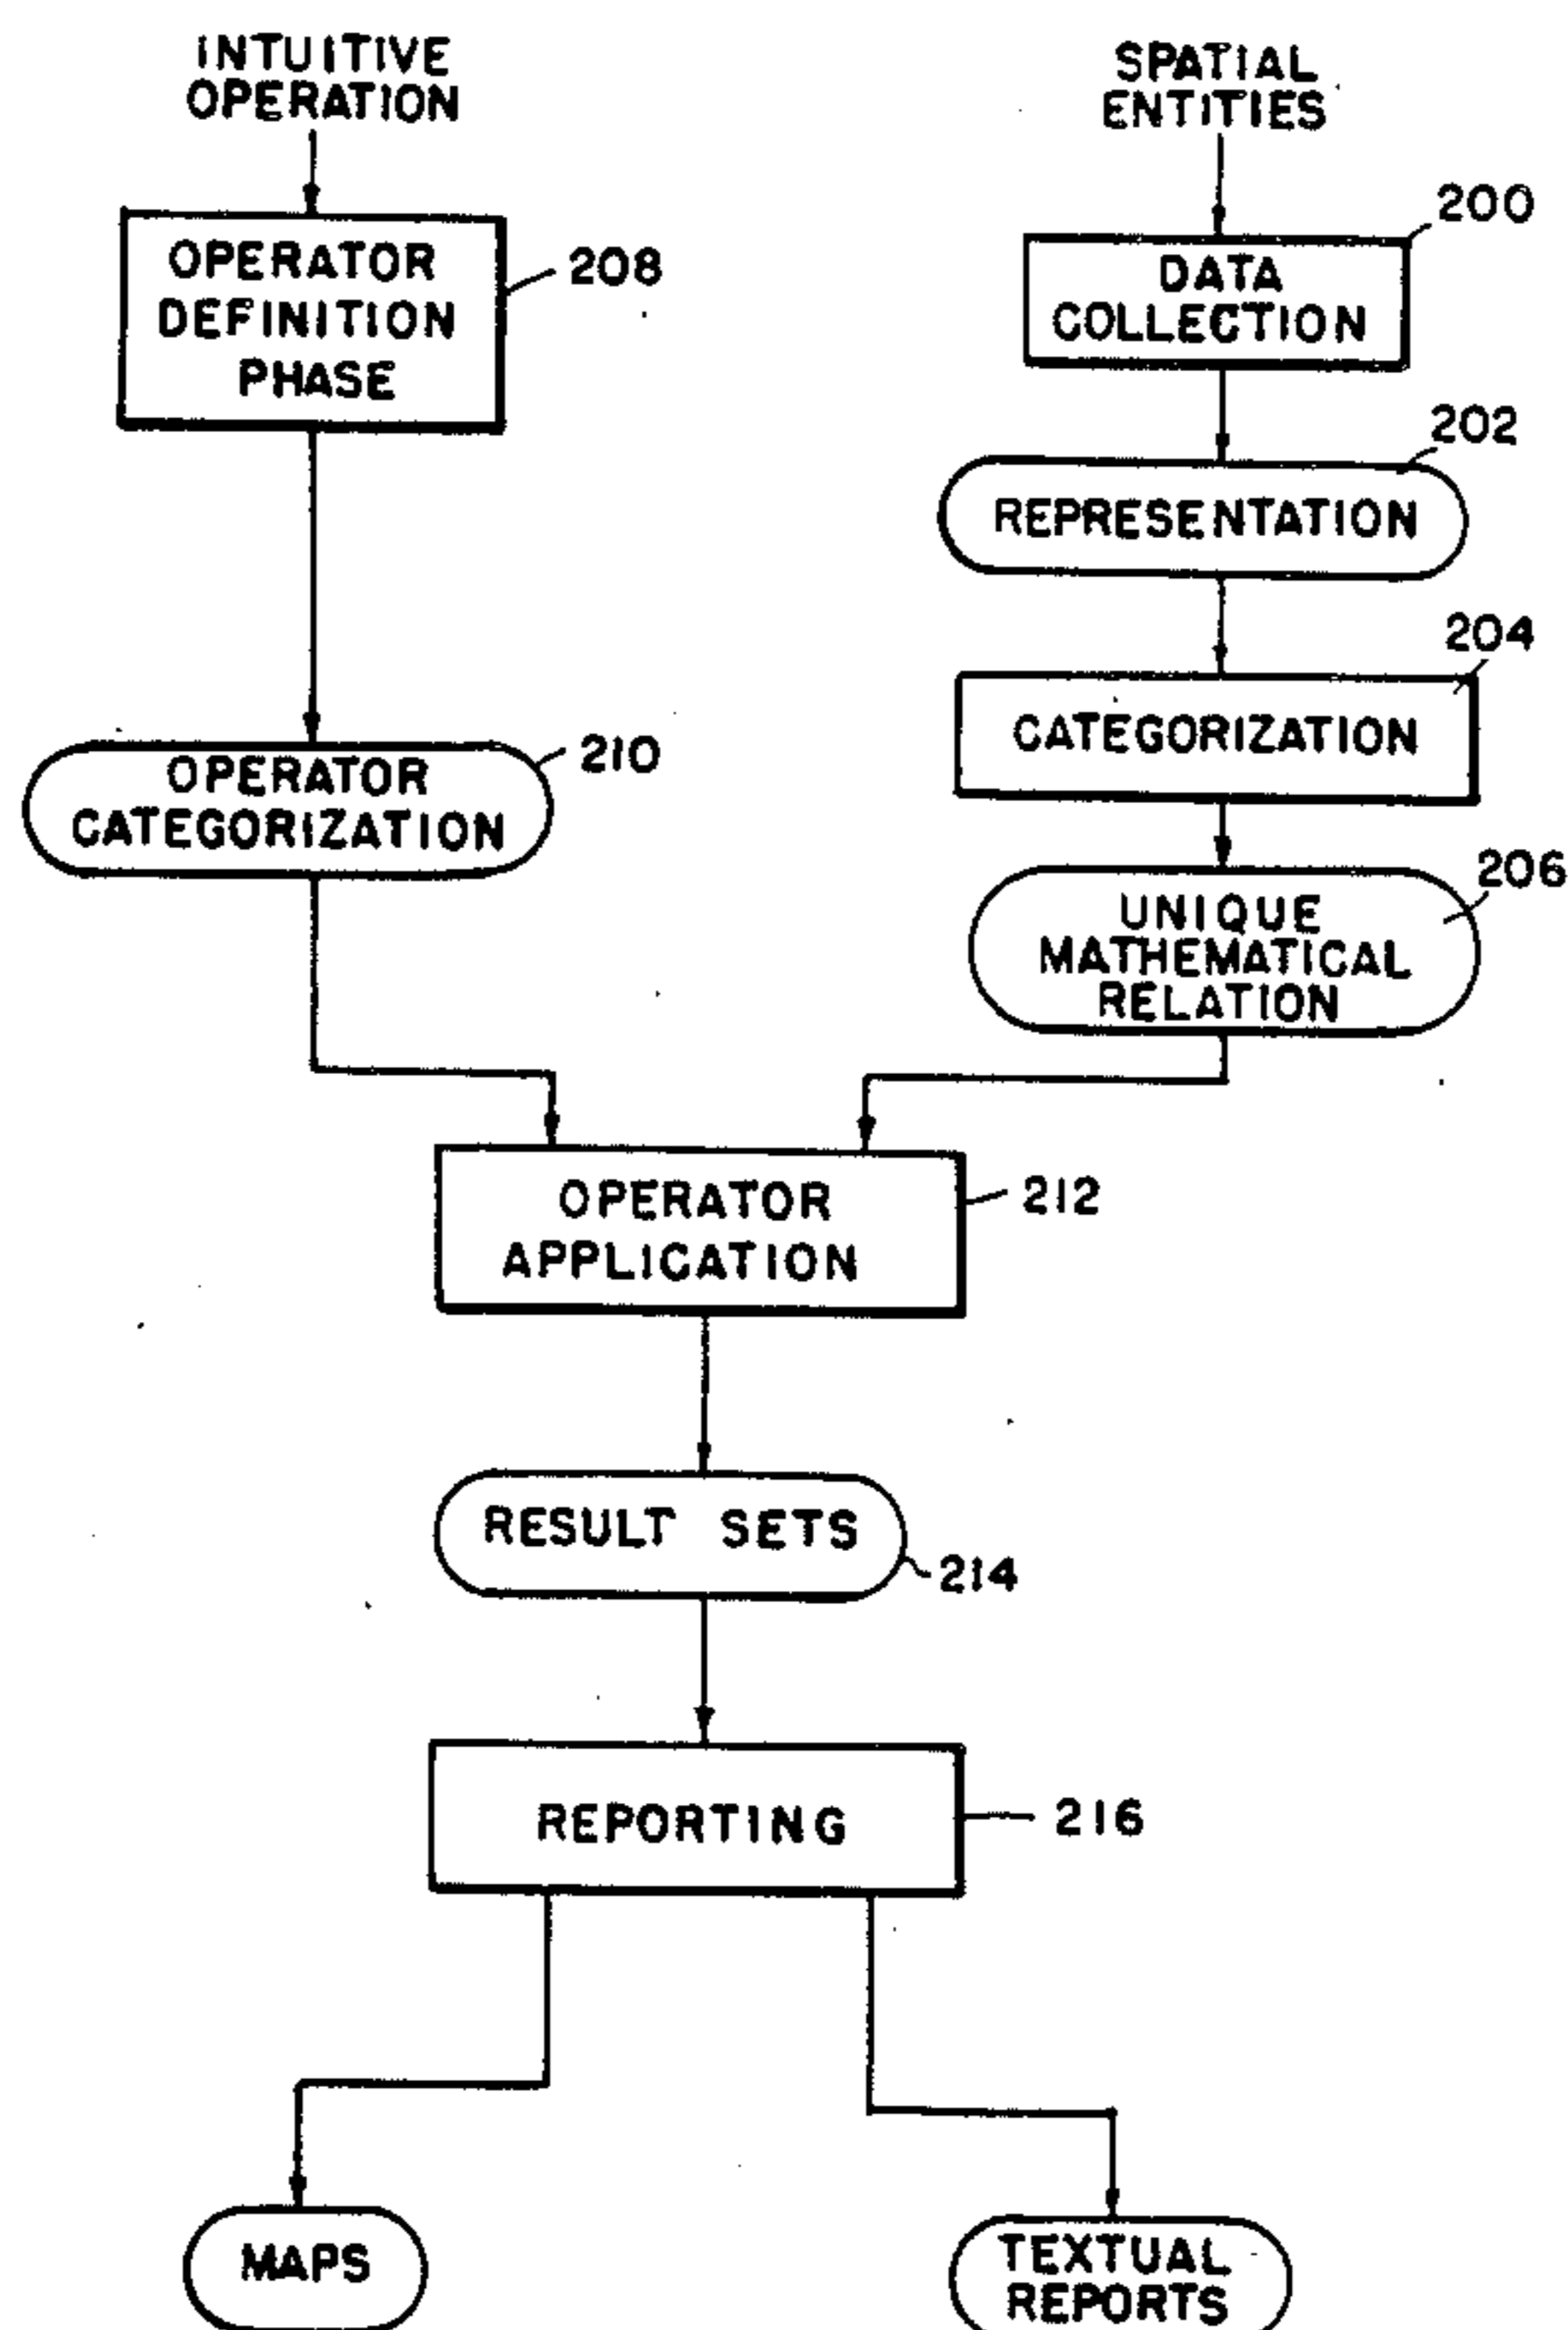 INTUITIVE
OPERATION
SPATIAL
ENTITIES
200
OPERATOR
DEFINITION
PHASE
208
DATA
COLLECTION
202
REPRESENTATION
204
CATEGORIZATION
OPERATOR
CATEGORIZATION
210
206
UNIQUE
MATHEMATICAL
RELATION
OPERATOR
APPLICATION
212
RESULT SETS
214
REPORTING
216
MAPS
TEXTUAL
REPORTS